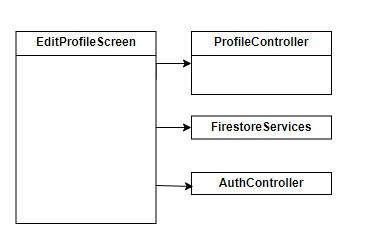 EditProfileScreen
ProfileController
FirestoreServices
AuthController